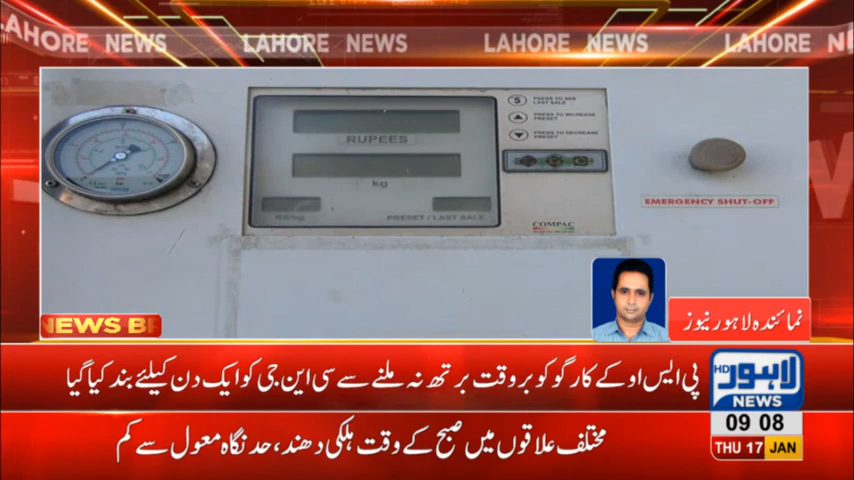 LAHORE NEWS LAHORE NEWS LAHORE NEWS LAHORE N
RUPEES
kg
PRESET / LAST SALE
COMPAC
S PRESS TO SEE LAST SALE
PRESS TO INCREASE PRESET
PRESS TO DECREASE PRESET
EMERGENCY SHUT-OFF
NEWS BR
نمائندہ لاہور نیوز
پی ایس او کے کارگو کو بروقت برتھ نہ ملنے سے سی این جی کو ایک دن کیلئے بند کیا گیا
مختلف علاقوں میں صبح کے وقت ہلکی دھند، حد نگاہ معمول سے کم
HD لاہور
NEWS
09 08
THU 17 JAN